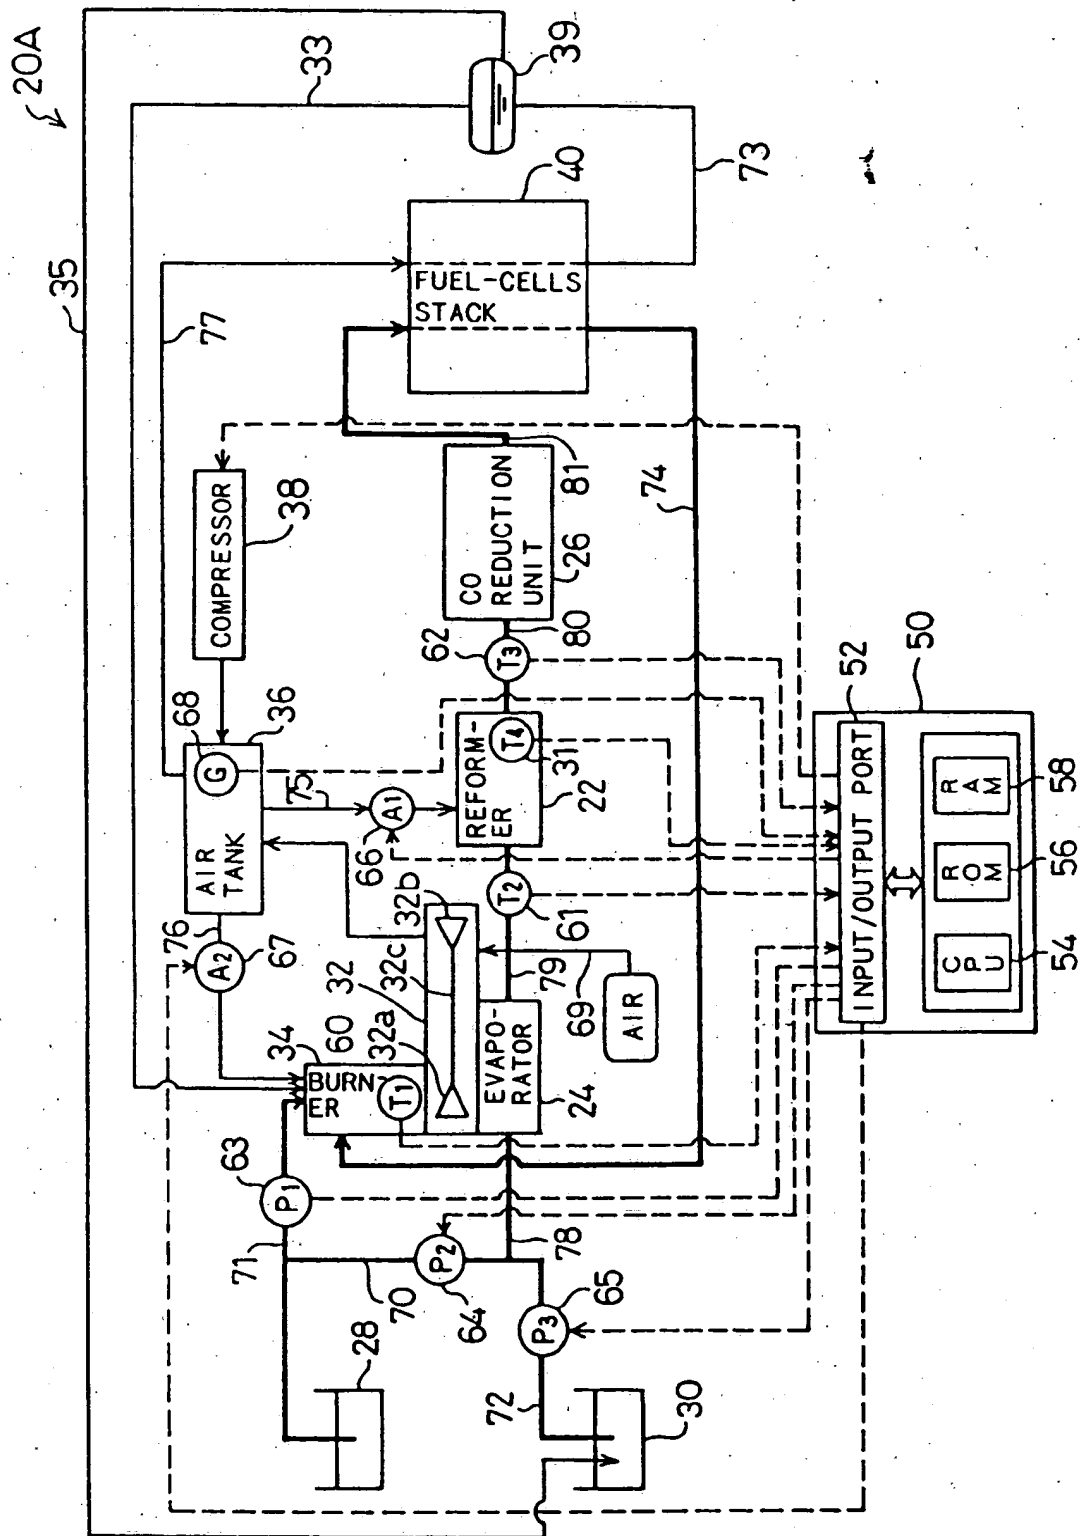 20A
35
33
39
77
73
40
FUEL-CELLS
STACK
COMPRESSOR
38
81
74
CO
REDUCTION
UNIT
26
80
62
T3
68
G
36
AIR
TANK
75
A1
66
REFORM-
ER
T4
31
22
T2
61
76
A2
67
32b
32c
32
32a
79
69
AIR
34
60
BURN-
ER
T1
EVAPO-
RATOR
24
63
P1
71
70
P2
64
78
65
P3
72
28
30
50
52
INPUT/OUTPUT PORT
CPU
54
ROM
56
RAM
58